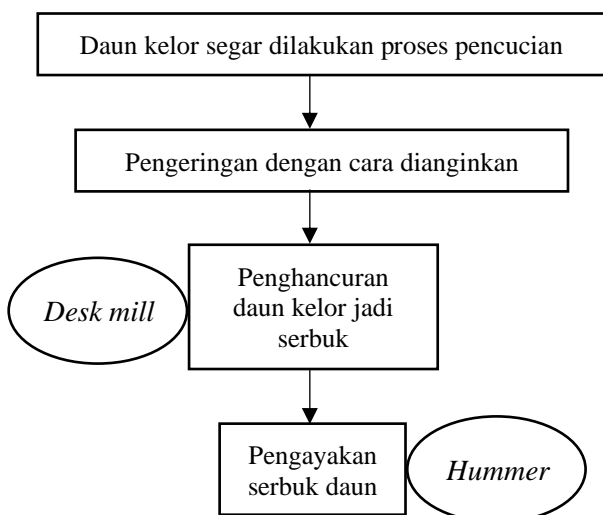 Daun kelor segar dilakukan proses pencucian
Pengeringan dengan cara dianginkan
Penghancuran
daun kelor jadi
serbuk
Desk mill
Pengayakan
serbuk daun
Hummer